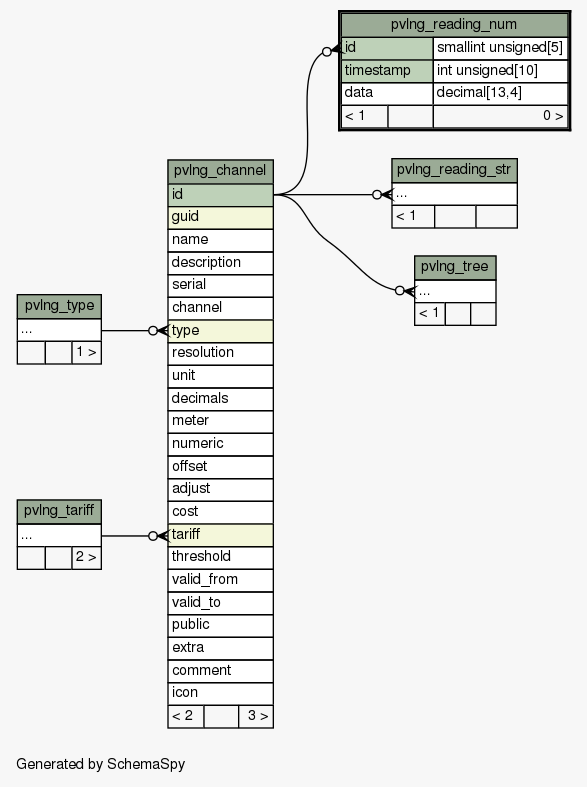 pvlng_reading_num
id smallint unsigned[5]
timestamp int unsigned[10]
data decimal[13,4]
< 1 0 >
pvlng_channel
id
guid
name
description
serial
channel
type
resolution
unit
decimals
meter
numeric
offset
adjust
cost
tariff
threshold
valid_from
valid_to
public
extra
comment
icon
< 2 3 >
pvlng_reading_str
...
< 1
pvlng_tree
...
< 1
pvlng_type
...
1 >
pvlng_tariff
...
2 >
Generated by SchemaSpy